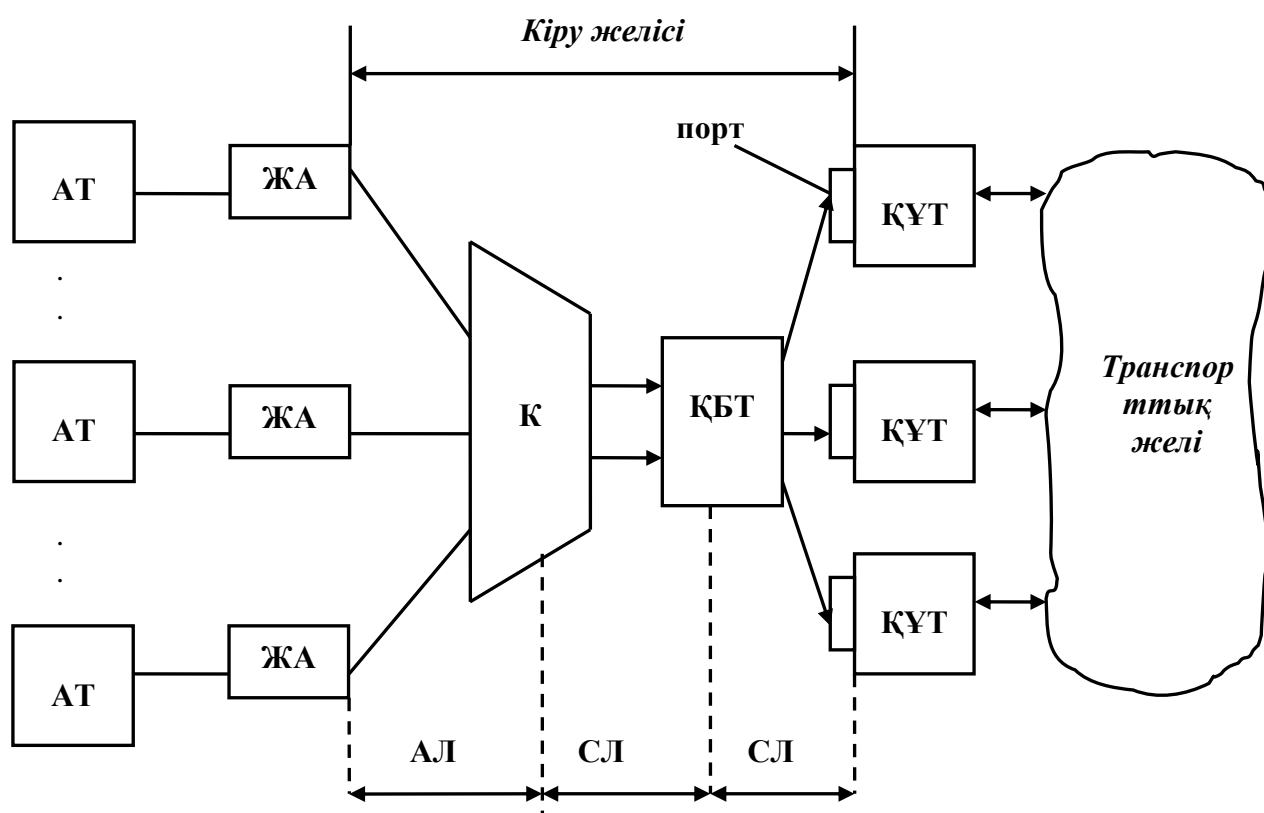 Кіру желісі
порт
АТ
ЖА
ҚҰТ
АТ
ЖА
К
ҚБТ
ҚҰТ
Транспор
ттық
желі
АТ
ЖА
ҚҰТ
АЛ
СЛ
СЛ